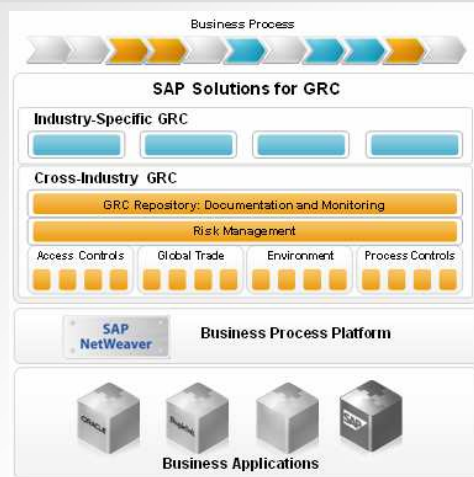 Business Process
SAP Solutions for GRC
Industry-Specific GRC
Cross-Industry GRC
GRC Repository: Documentation and Monitoring
Risk Management
Access Controls
Global Trade
Environment
Process Controls
SAP
NetWeaver
Business Process Platform
ORACLE
SAP
Business Applications